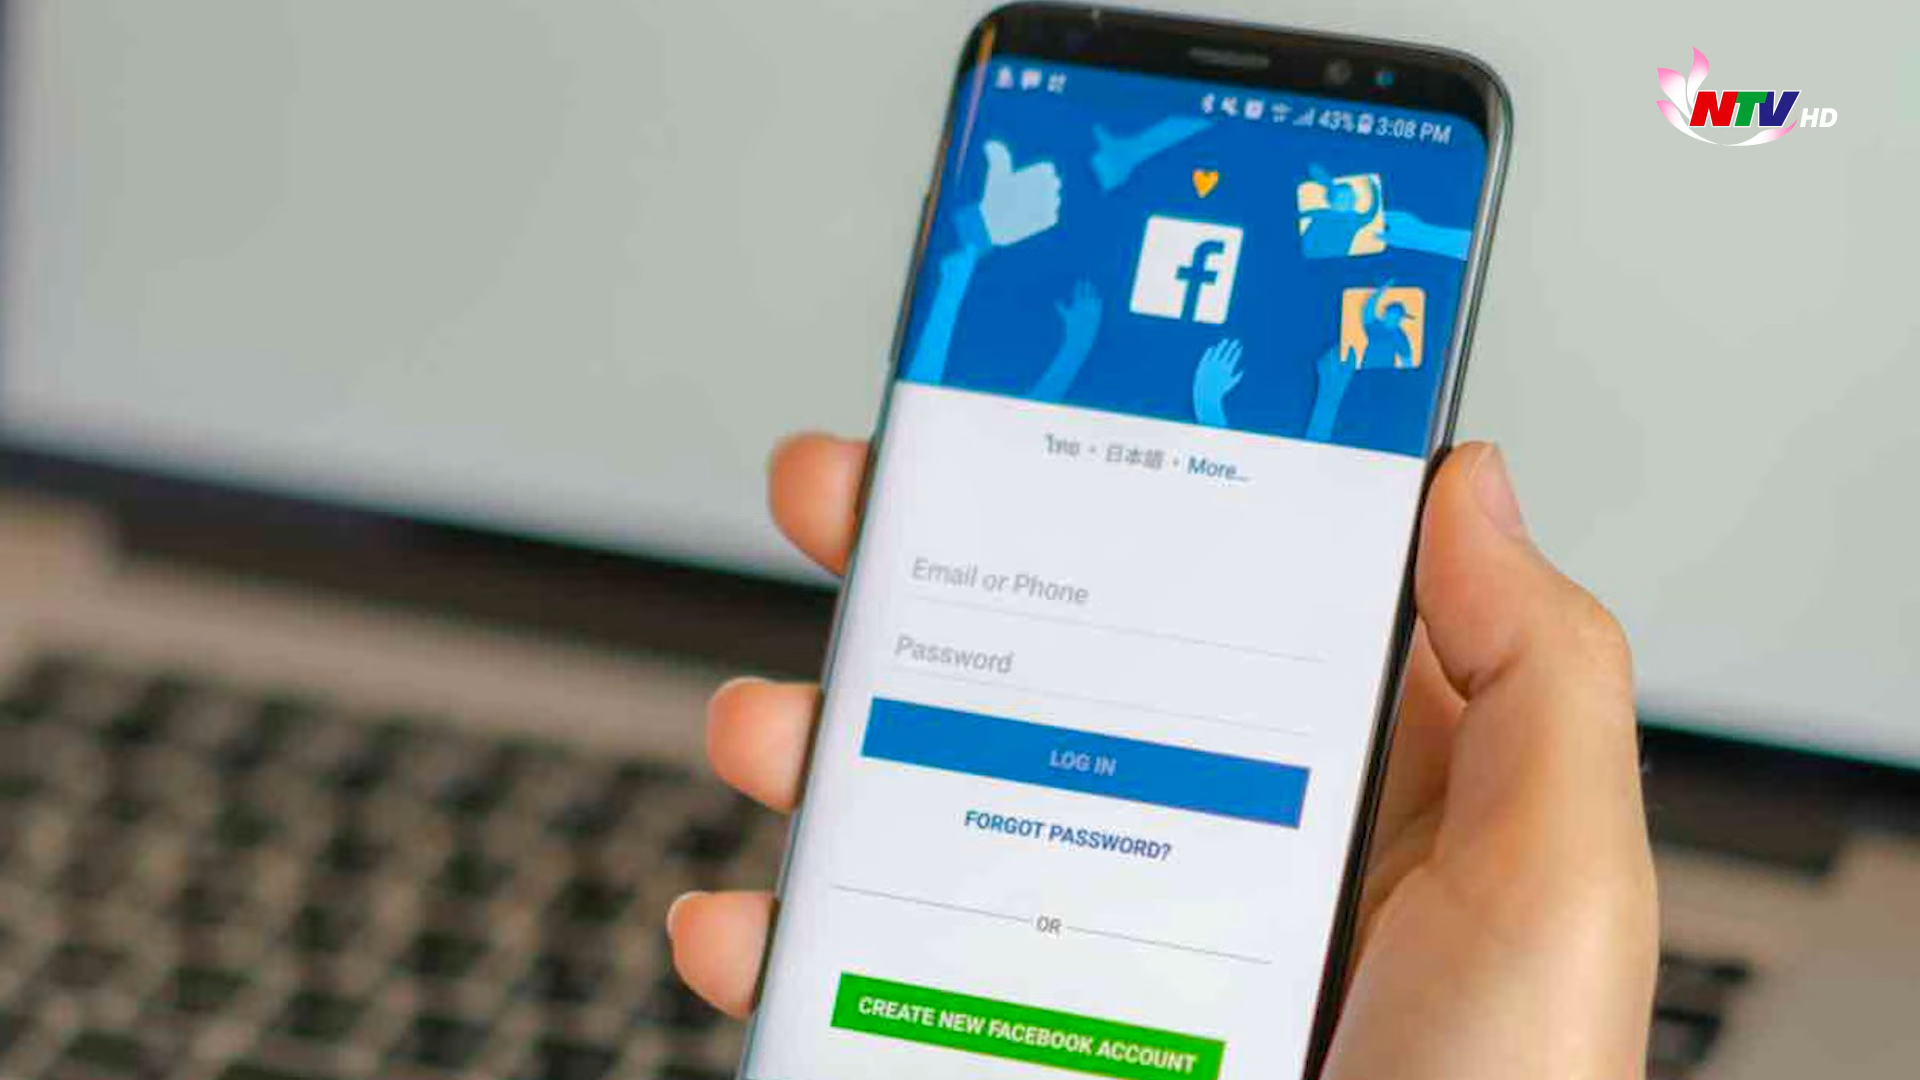 NTV HD
43% 3:08 PM
f
ไทย · 日本語 · More...
Email or Phone
Password
LOG IN
FORGOT PASSWORD?
OR
CREATE NEW FACEBOOK ACCOUNT